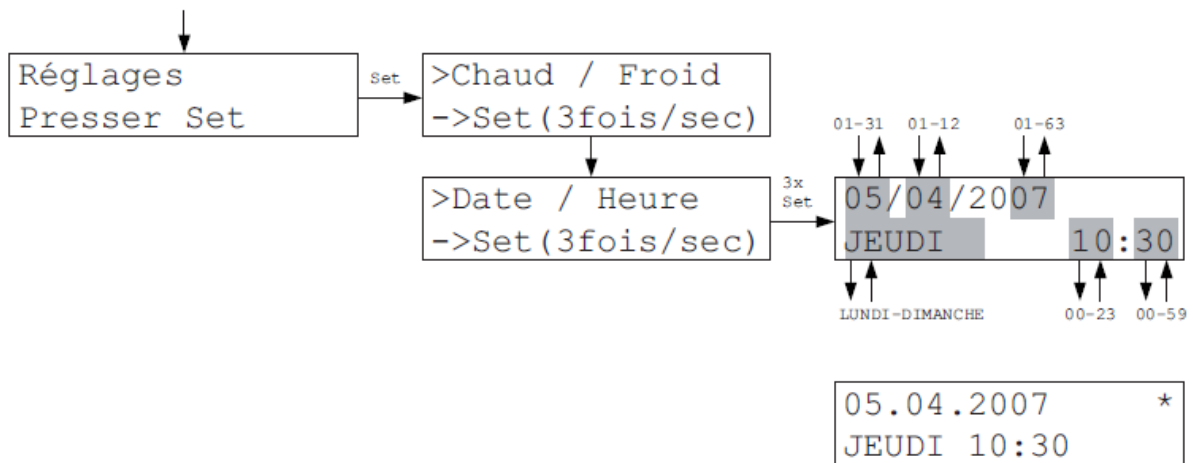 Réglages
Presser Set
Set
>Chaud / Froid
->Set(3fois/sec)
>Date / Heure
->Set(3fois/sec)
3x
Set
01-31 01-12 01-63
05/04/2007
JEUDI 10:30
LUNDI-DIMANCHE 00-23 00-59
05.04.2007 *
JEUDI 10:30